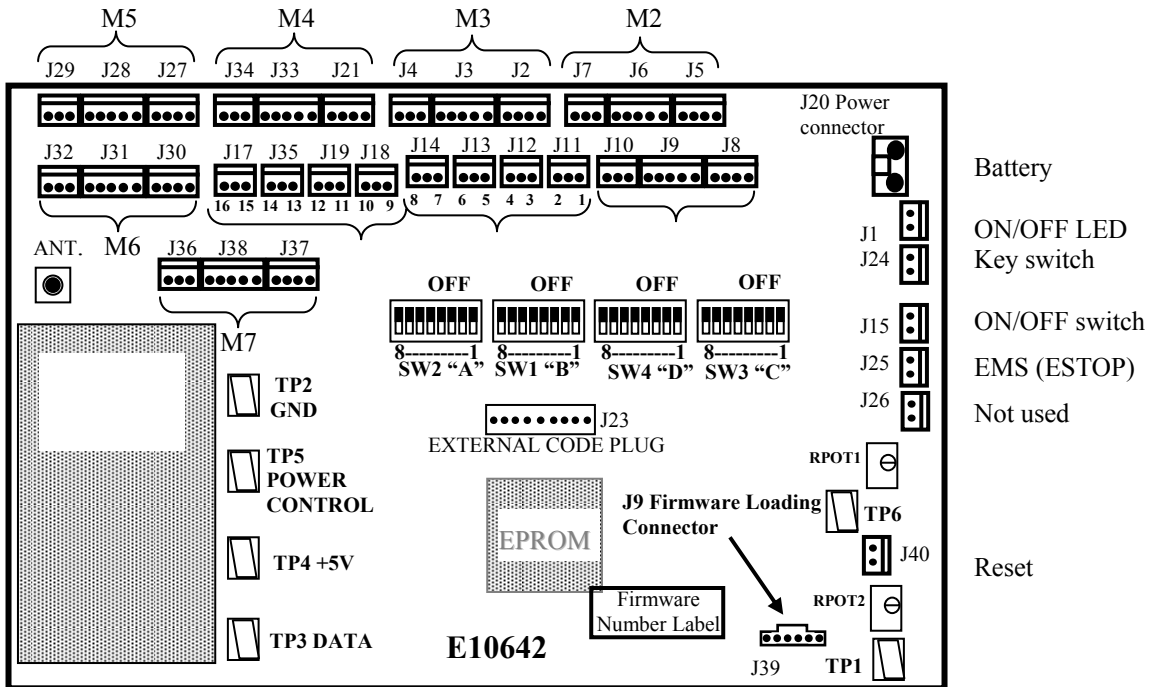 M5 M4 M3 M2
J29 J28 J27 J34 J33 J21 J4 J3 J2 J7 J6 J5
J20 Power
connector
J32 J31 J30 J17 J35 J19 J18 J14 J13 J12 J11 J10 J9 J8
Battery
16 15 14 13 12 11 10 9 8 7 6 5 4 3 2 1
J1 ON/OFF LED
ANT. M6 J36 J38 J37
J24 Key switch
OFF OFF OFF OFF
J15 ON/OFF switch
M7
8---------1 8---------1 8---------1 8---------1
SW2 “A” SW1 “B” SW4 “D” SW3 “C”
J25 EMS (ESTOP)
TP2
GND
J26 Not used
J23
EXTERNAL CODE PLUG
TP5
POWER
CONTROL
RPOT1
J9 Firmware Loading
Connector
TP6
EPROM
TP4 +5V
J40
Reset
Firmware
Number Label
RPOT2
TP3 DATA
E10642
J39
TP1